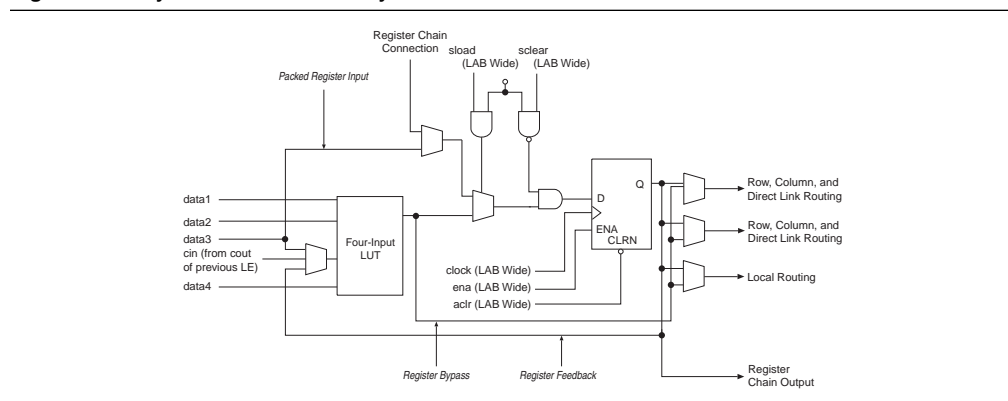 Register Chain
Connection
sload
(LAB Wide)
sclear
(LAB Wide)
Packed Register Input
data1
data2
data3
cin (from cout
of previous LE)
data4
Four-Input
LUT
D
Q
ENA
CLRN
clock (LAB Wide)
ena (LAB Wide)
aclr (LAB Wide)
Row, Column, and
Direct Link Routing
Row, Column, and
Direct Link Routing
Local Routing
Register Bypass
Register Feedback
Register
Chain Output